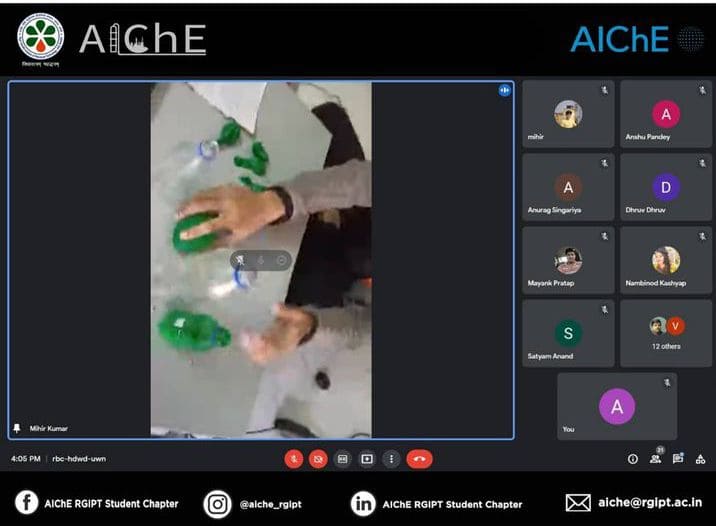 AIChE
AIChE
mihir
A
Anshu Pandey
A
Anurag Singariya
D
Dhruv Dhruv
Mayank Pratap
Nambinod Kashyap
S
Satyam Anand
V
12 others
A
You
Mihir Kumar
4:05 PM | rbc-hdwd-uwn
21
AIChE RGIPT Student Chapter
@aiche_rgipt
AIChE RGIPT Student Chapter
aiche@rgipt.ac.in